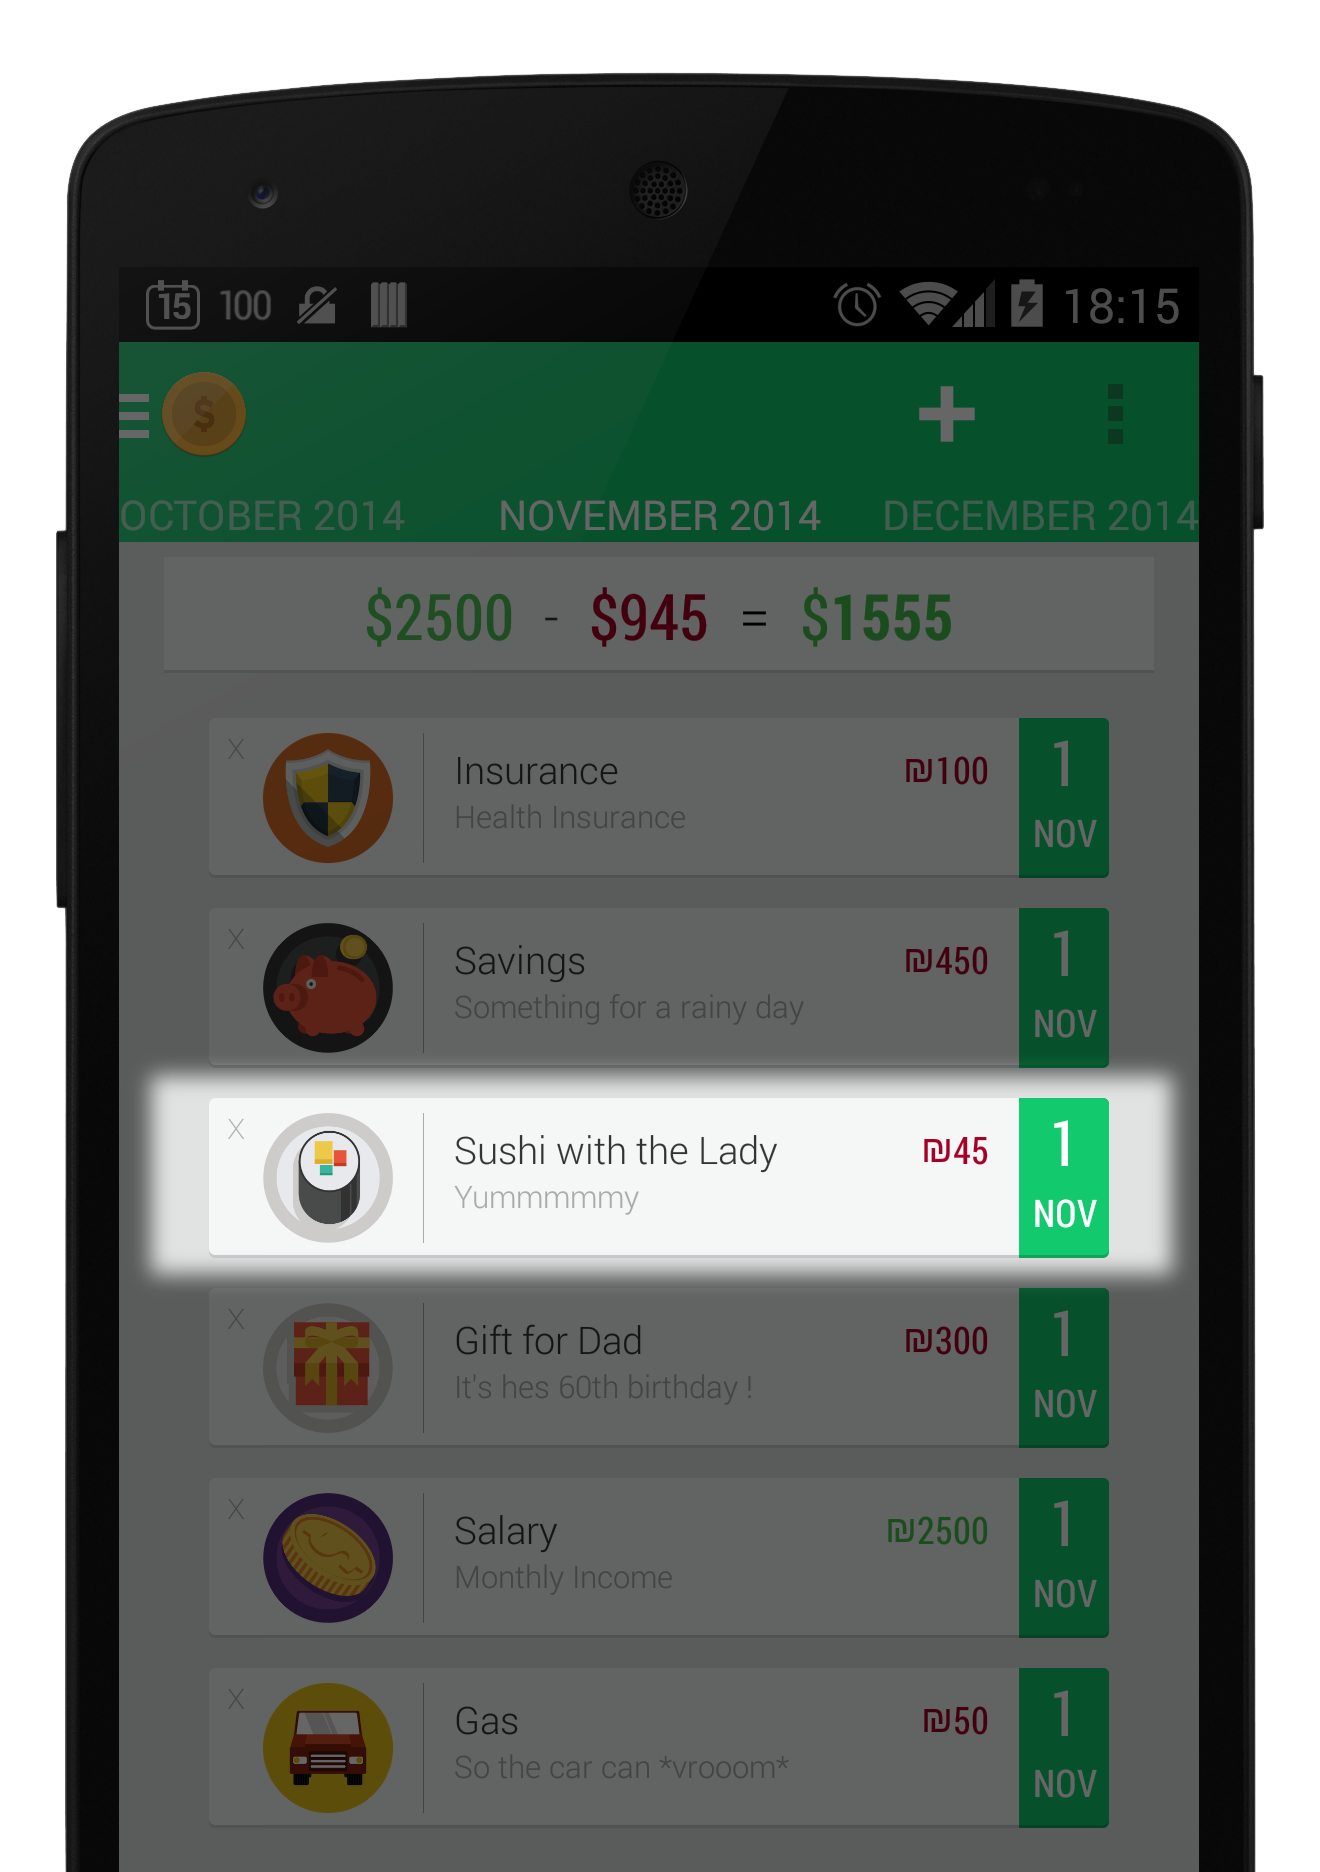 15 100 18:15
$
OCTOBER 2014 NOVEMBER 2014 DECEMBER 2014
$2500 - $945 = $1555
X
Insurance ₪100
Health Insurance
1
NOV
X
Savings ₪450
Something for a rainy day
1
NOV
X
Sushi with the Lady ₪45
Yummmmmy
1
NOV
X
Gift for Dad ₪300
It's hes 60th birthday !
1
NOV
X
Salary ₪2500
Monthly Income
1
NOV
X
Gas ₪50
So the car can *vrooom*
1
NOV